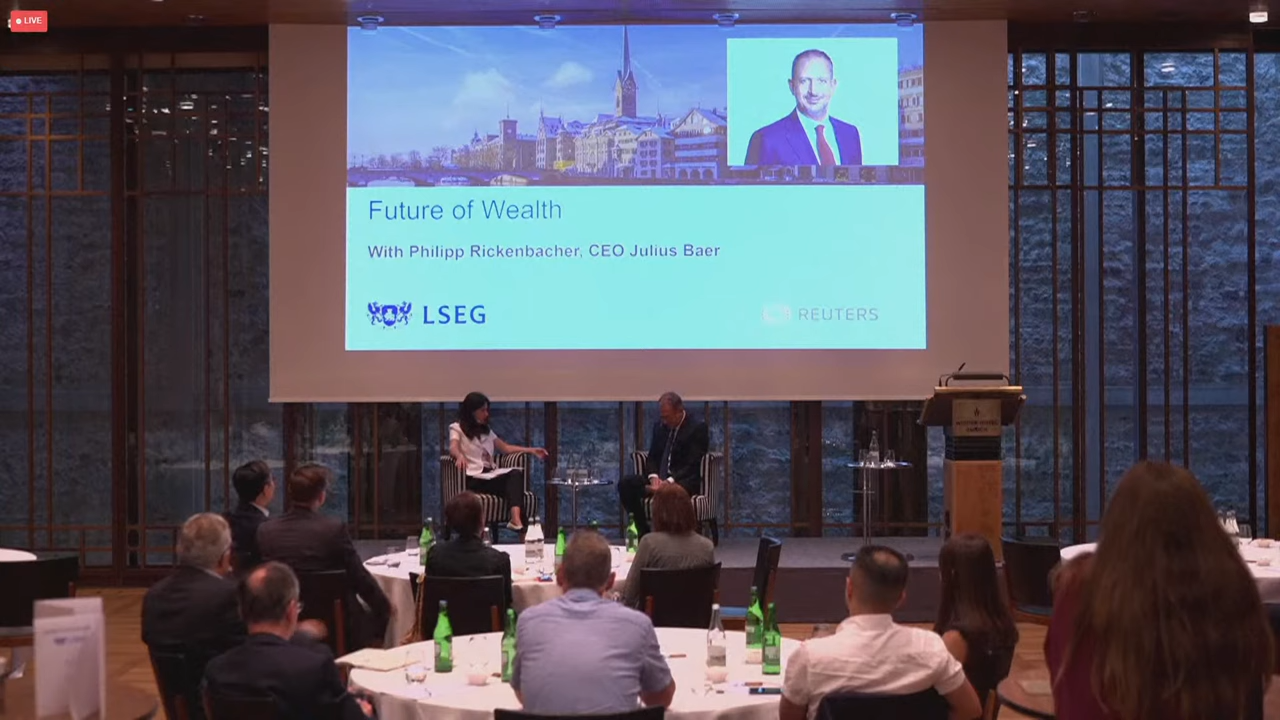 LIVE
Future of Wealth
With Philipp Rickenbacher, CEO Julius Baer
LSEG
REUTERS